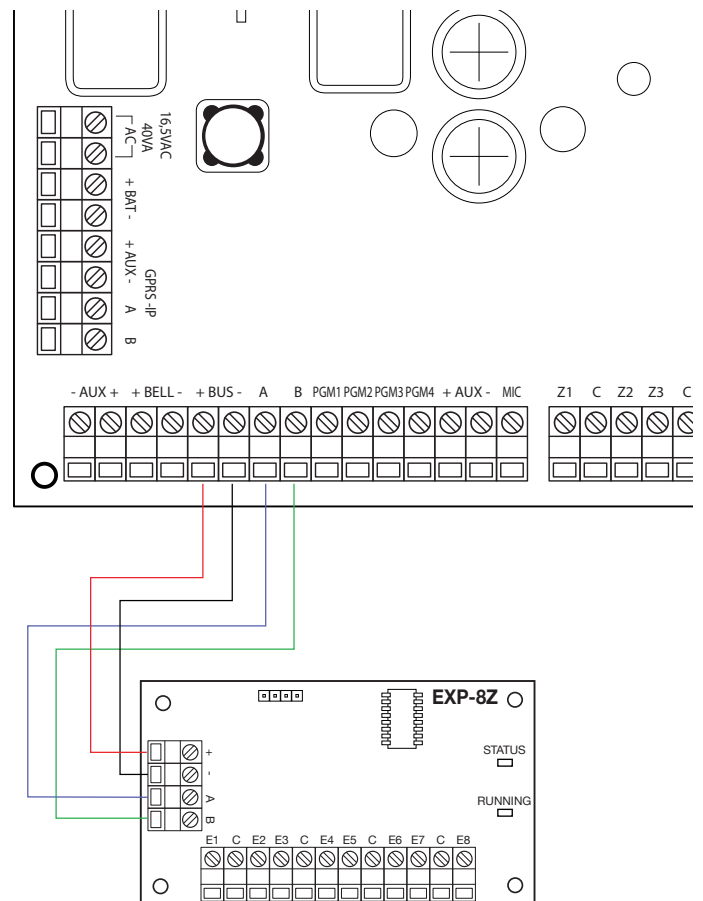 16,5VAC
40VA
AC
+ BAT -
+ AUX -
GPRS -IP
A
B
- AUX + + BELL - + BUS - A B PGM1 PGM2 PGM3 PGM4 + AUX - MIC Z1 C Z2 Z3 C
EXP-8Z
STATUS
RUNNING
+
-
A
B
E1 C E2 E3 C E4 E5 C E6 E7 C E8